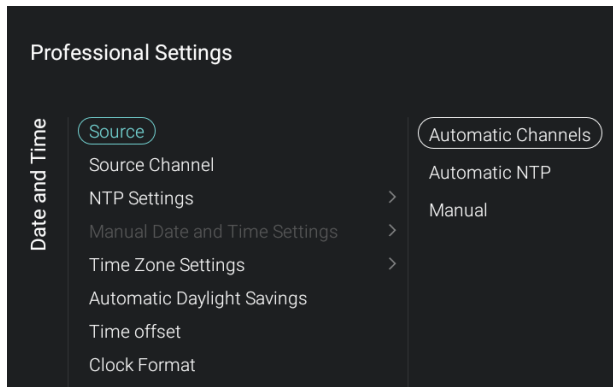 Professional Settings
Date and Time
Source
Source Channel
NTP Settings
Manual Date and Time Settings
Time Zone Settings
Automatic Daylight Savings
Time offset
Clock Format
Automatic Channels
Automatic NTP
Manual